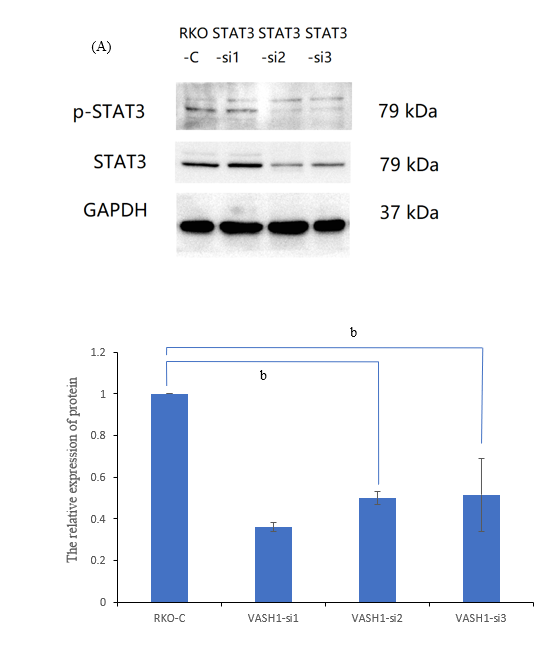 (A)
RKO STAT3 STAT3 STAT3
-C -si1 -si2 -si3
p-STAT3 79 kDa
STAT3 79 kDa
GAPDH 37 kDa
b
b
The relative expression of protein
1.2
1
0.8
0.6
0.4
0.2
0
RKO-C VASH1-si1 VASH1-si2 VASH1-si3